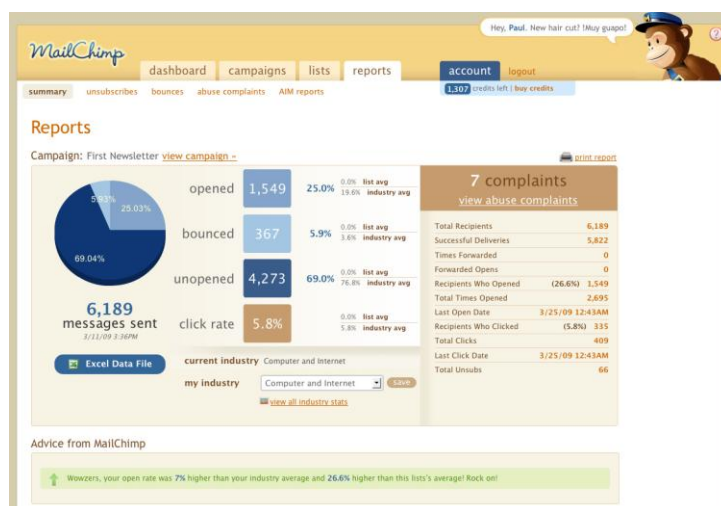 Hey, Paul. New hair cut! !Muy guapo!
MailChimp
dashboard campaigns lists reports account logout
summary unsubscribes bounces abuse complaints AIM reports
1,307 credits left | buy credits
Reports
Campaign: First Newsletter view campaign »
print report
5.93%
25.03%
69.04%
6,189
messages sent
3/11/09 3:36PM
Excel Data File
opened 1,549 25.0% 0.0% list avg
19.6% industry avg
bounced 367 5.9% 0.0% list avg
3.6% industry avg
unopened 4,273 69.0% 0.0% list avg
76.8% industry avg
click rate 5.8% 0.0% list avg
5.8% industry avg
current industry Computer and Internet
my industry Computer and Internet save
view all industry stats
7 complaints
view abuse complaints
Total Recipients 6,189
Successful Deliveries 5,822
Times Forwarded 0
Forwarded Opens 0
Recipients Who Opened (26.6%) 1,549
Total Times Opened 2,695
Last Open Date 3/25/09 12:43AM
Recipients Who Clicked (5.8%) 335
Total Clicks 409
Last Click Date 3/25/09 12:43AM
Total Unsubs 66
Advice from MailChimp
Wowzers, your open rate was 7% higher than your industry average and 26.6% higher than this lists's average! Rock on!